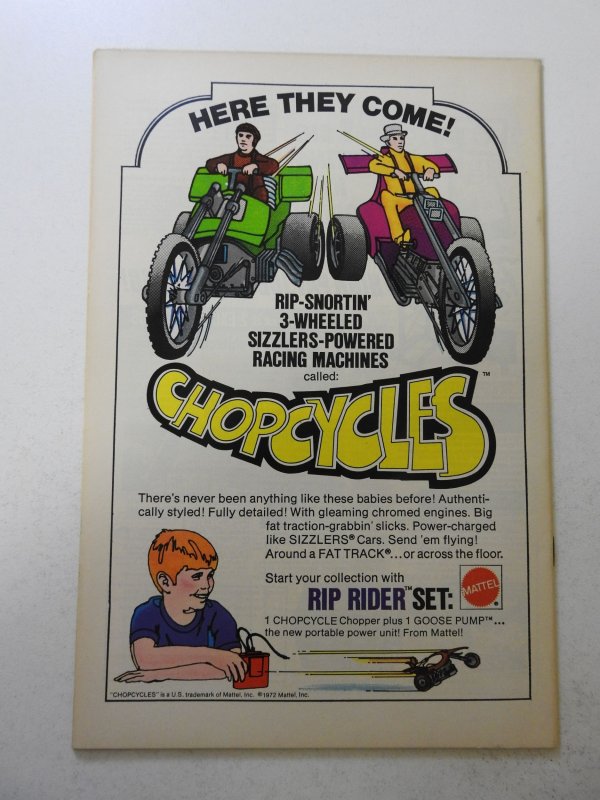 HERE THEY COME!
RIP-SNORTIN'
3-WHEELED
SIZZLERS-POWERED
RACING MACHINES
called:
CHOPCYCLES™
There's never been anything like these babies before! Authenti-
cally styled! Fully detailed! With gleaming chromed engines. Big
fat traction-grabbin' slicks. Power-charged
like SIZZLERS® Cars. Send 'em flying!
Around a FAT TRACK®...or across the floor.
Start your collection with
RIP RIDER™ SET:
MATTEL®
1 CHOPCYCLE Chopper plus 1 GOOSE PUMP™...
the new portable power unit! From Mattel!
"CHOPCYCLES" is a U.S. trademark of Mattel, Inc. ©1972 Mattel, Inc.